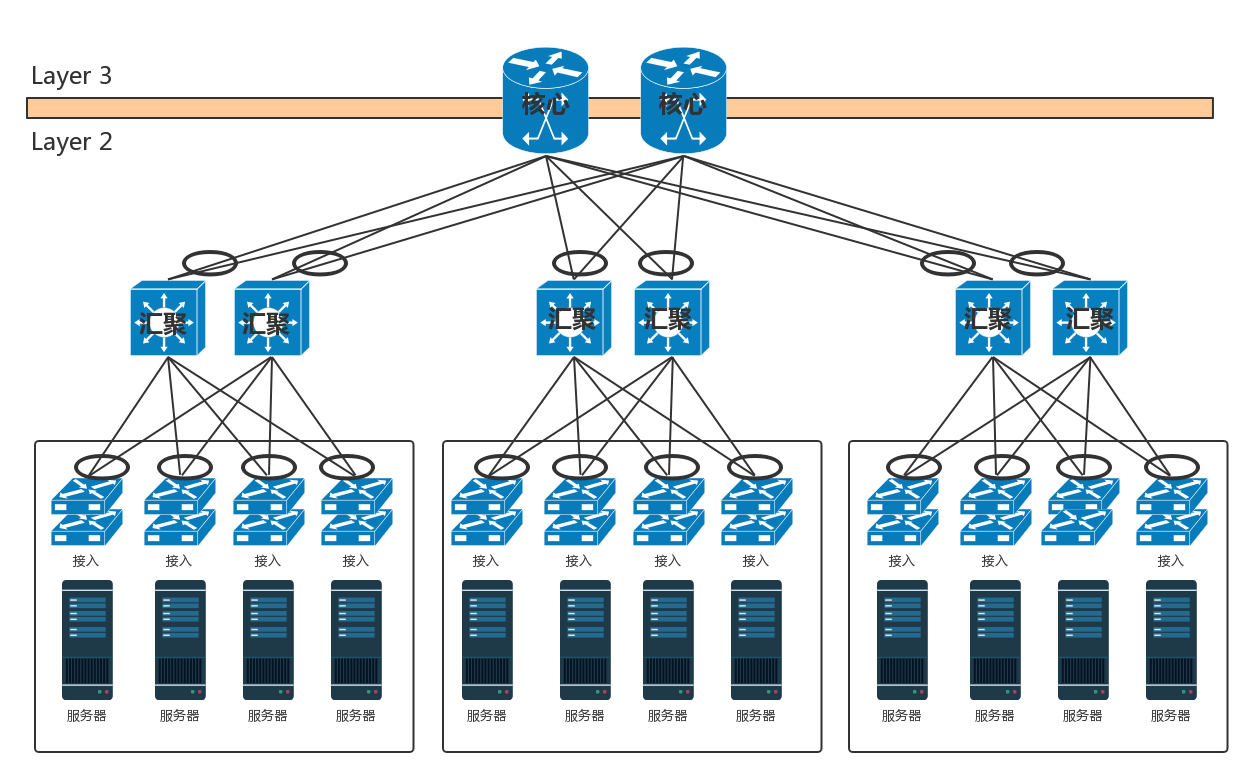 Layer 3
核心 核心
Layer 2
汇聚 汇聚 汇聚 汇聚 汇聚 汇聚
接入 接入 接入 接入 接入 接入 接入 接入 接入 接入 接入
服务器 服务器 服务器 服务器 服务器 服务器 服务器 服务器 服务器 服务器 服务器 服务器